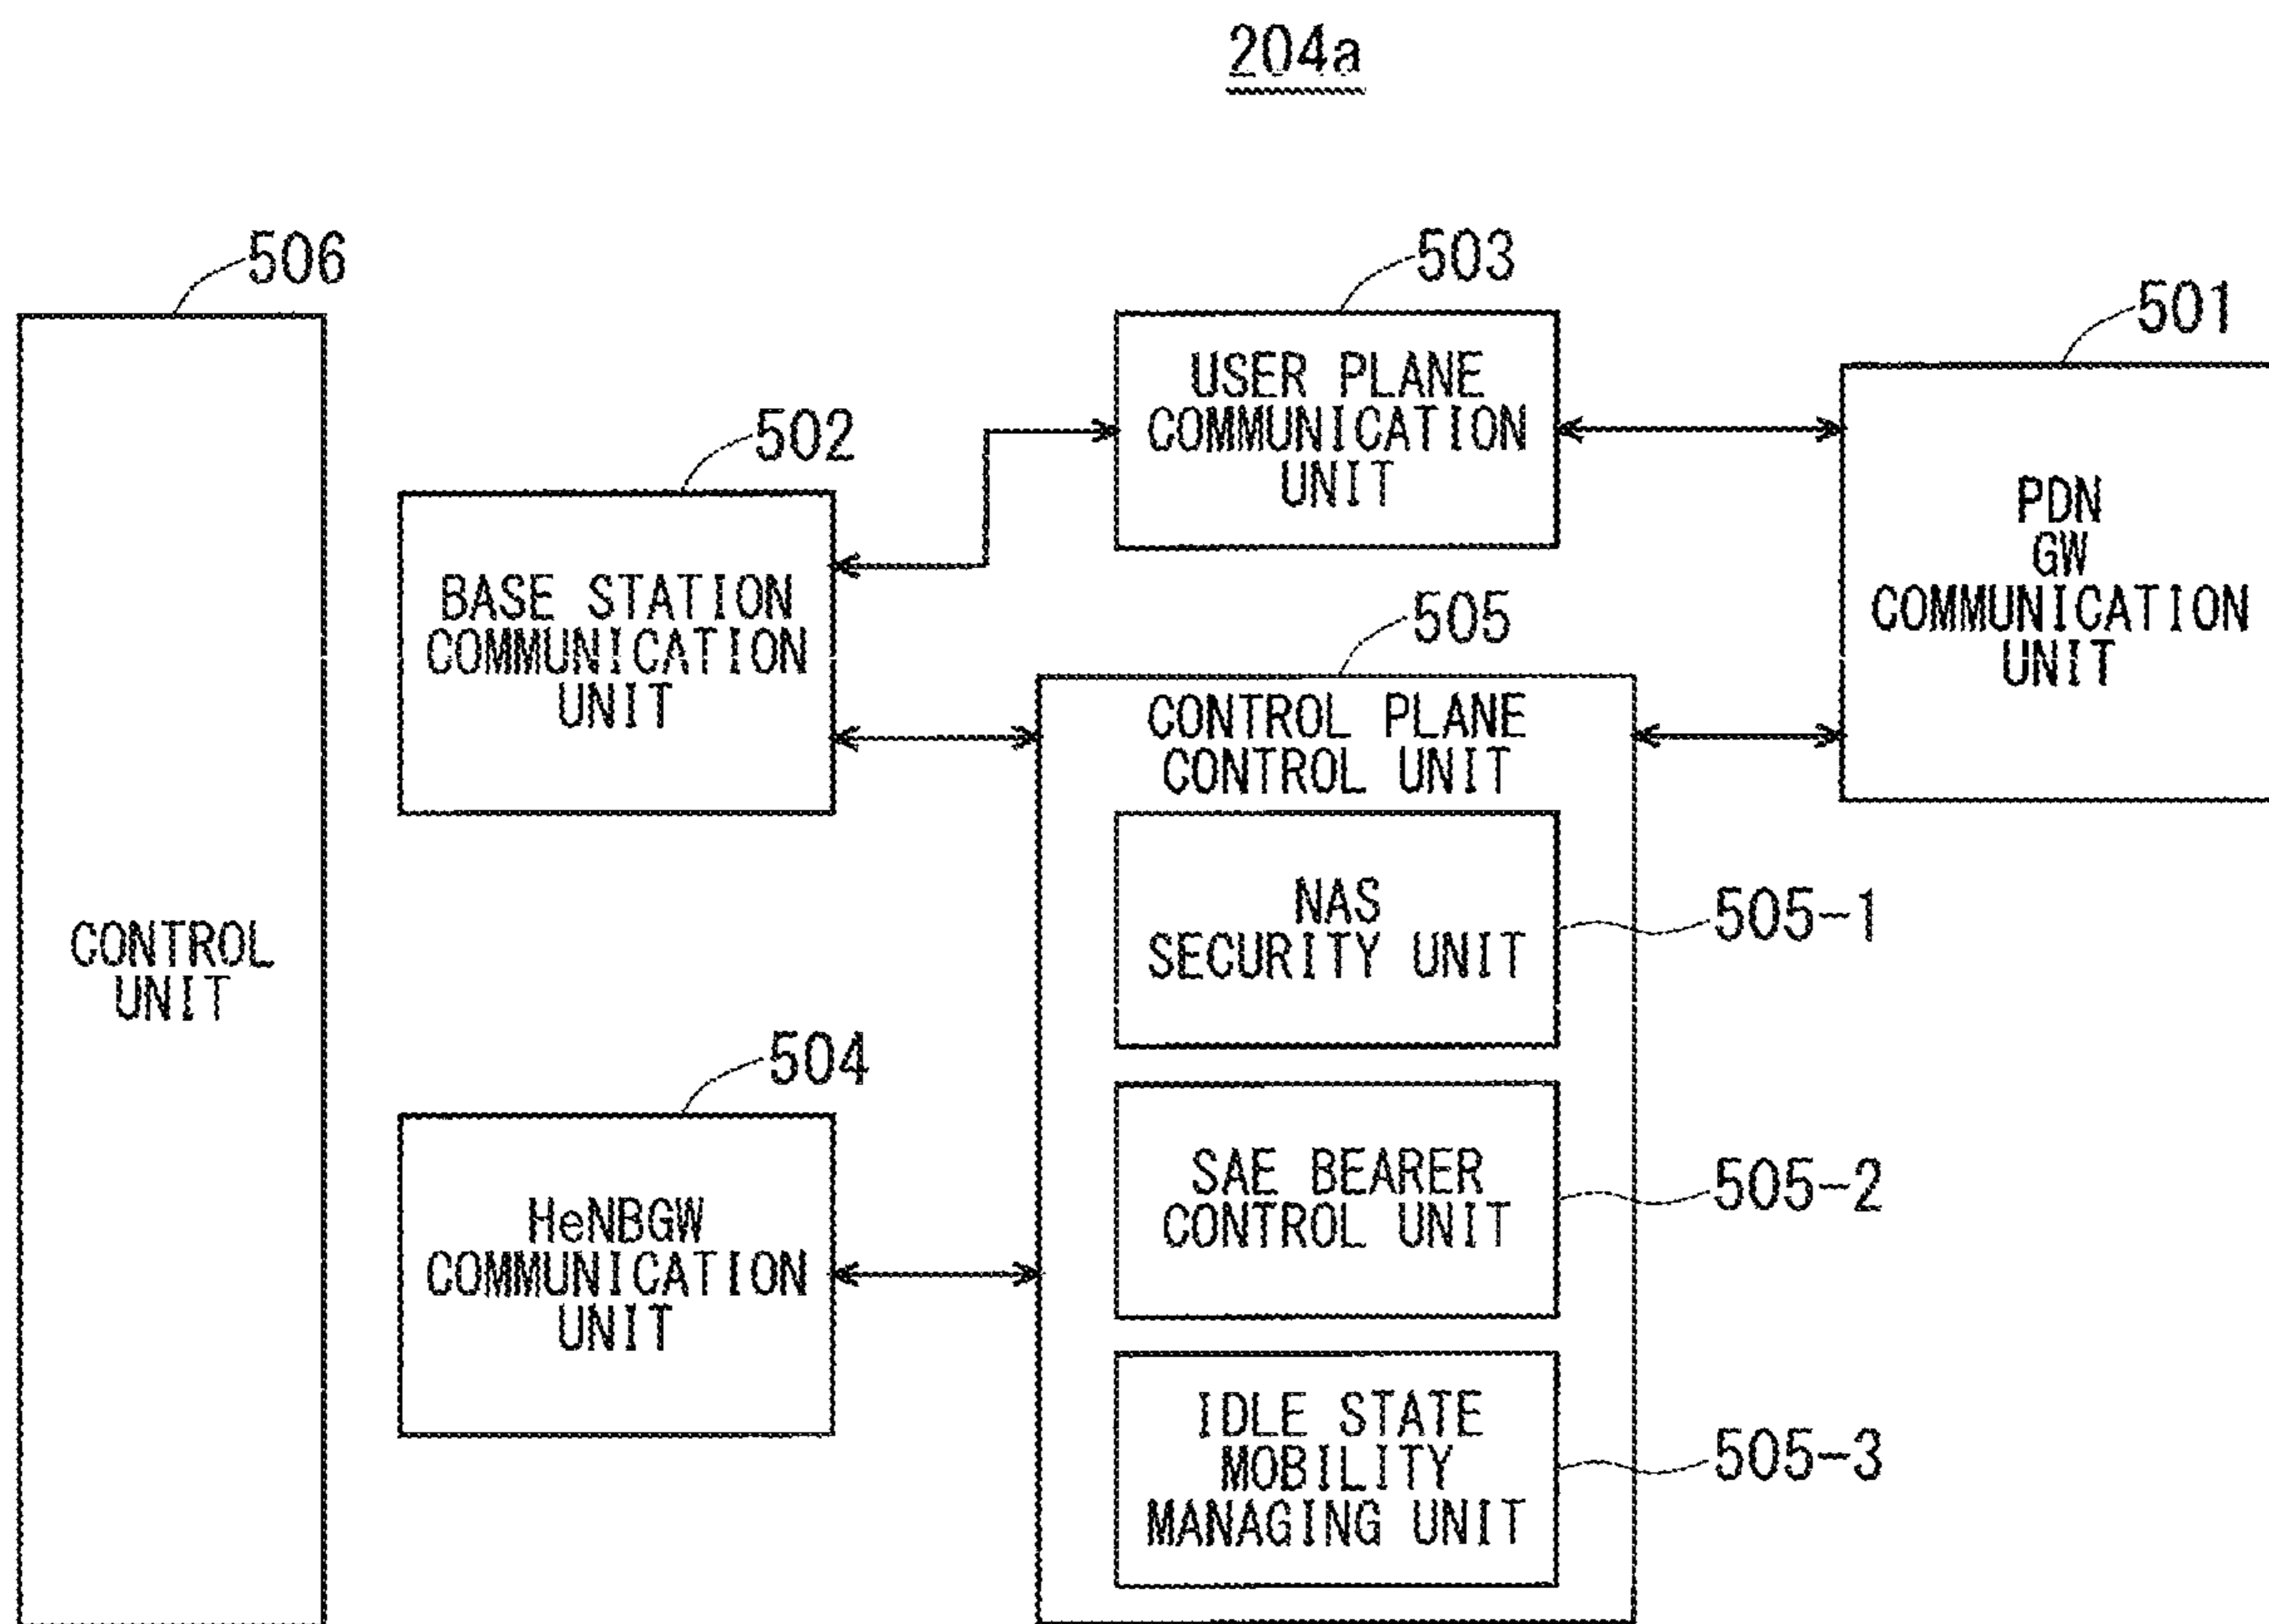 204a
506
CONTROL
UNIT
502
BASE STATION
COMMUNICATION
UNIT
503
USER PLANE
COMMUNICATION
UNIT
501
PDN
GW
COMMUNICATION
UNIT
504
HeNBGW
COMMUNICATION
UNIT
505
CONTROL PLANE
CONTROL UNIT
NAS
SECURITY UNIT
505-1
SAE BEARER
CONTROL UNIT
505-2
IDLE STATE
MOBILITY
MANAGING UNIT
505-3